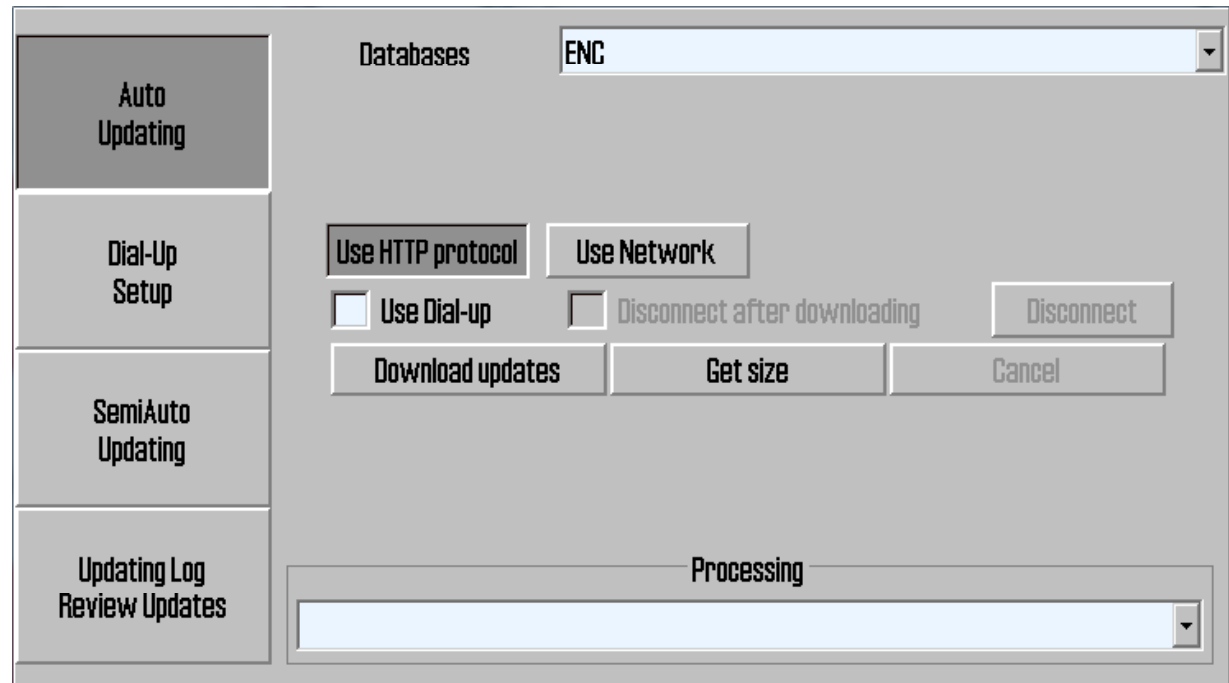 Databases
ENC
Auto
Updating
Dial-Up
Setup
SemiAuto
Updating
Updating Log
Review Updates
Use HTTP protocol
Use Network
Use Dial-up
Disconnect after downloading
Disconnect
Download updates
Get size
Cancel
Processing